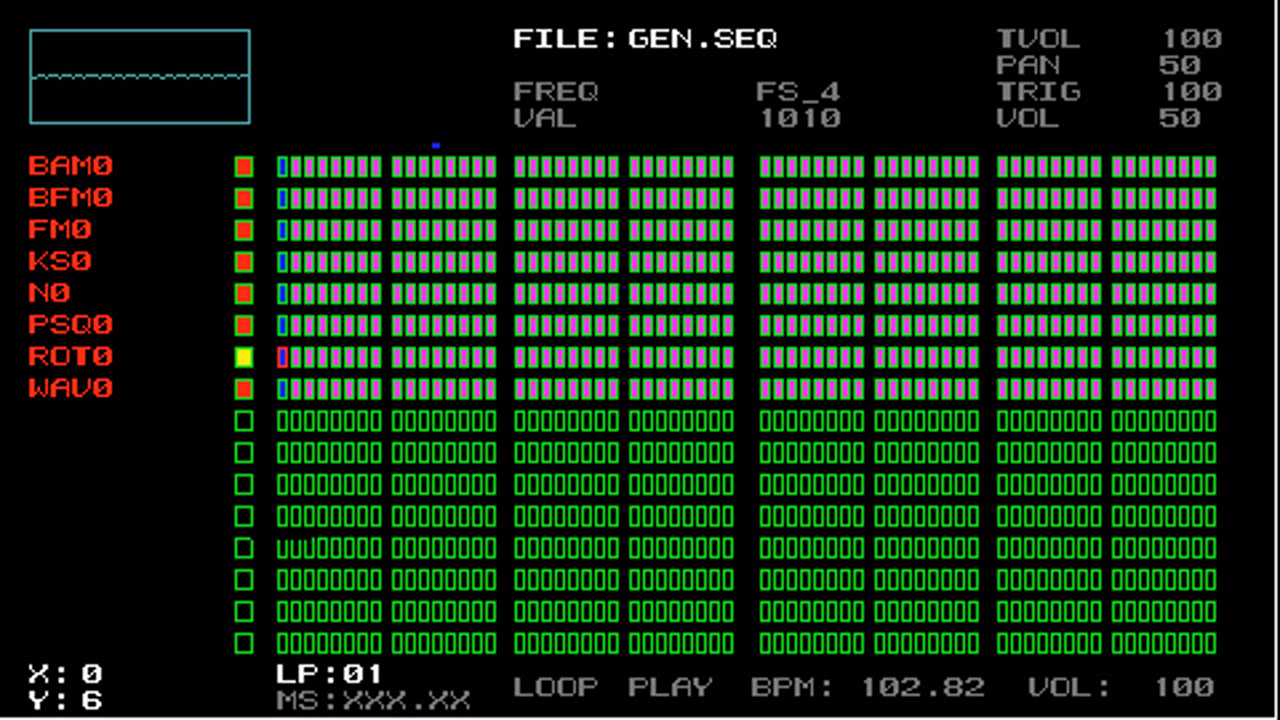 FILE: GEN.SEQ TVOL 100
PAN 50
FREQ FS_4 TRIG 100
VAL 1010 VOL 50
BAM0
BFM0
FM0
KS0
N0
PSQ0
ROT0
WAV0
X: 0 LP:01
Y: 6 MS:XXX.XX LOOP PLAY BPM: 102.82 VOL: 100